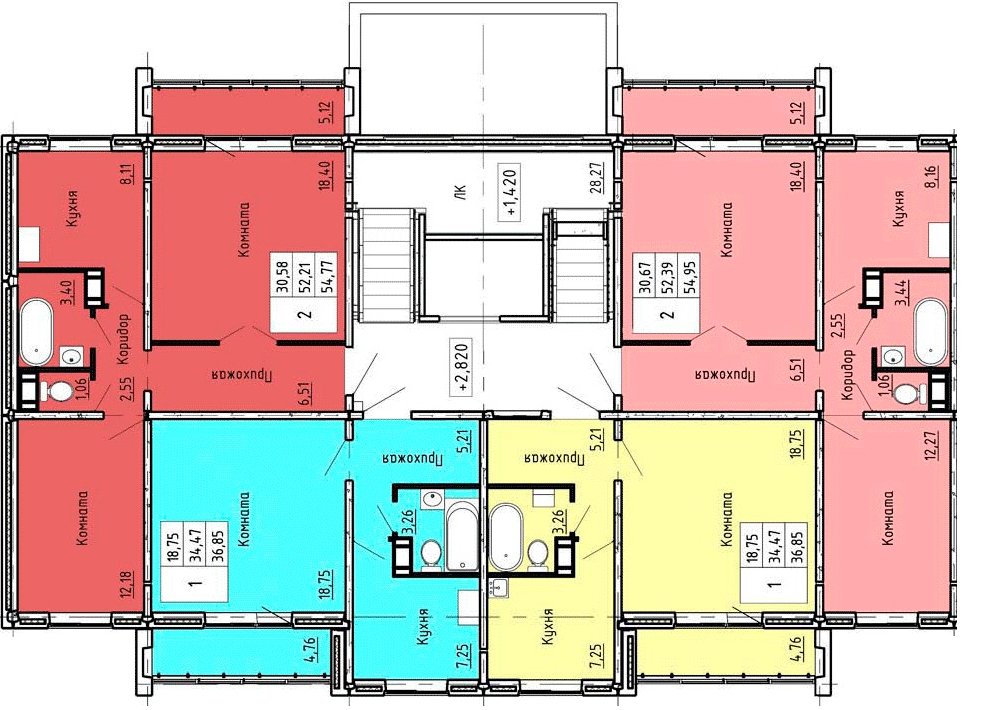 5,12
5,12
8,11
Кухня
18,40
Комната
ЛК
+1,420
28,27
18,40
Комната
8,16
Кухня
30,58
52,21
54,77
2
30,67
52,39
54,95
2
3,40
3,44
Коридор
2,55
1,06
Прихожая
6,51
+2,820
Прихожая
6,51
2,55
Коридор
1,06
Комната
12,18
Комната
18,75
18,75
34,47
36,85
1
Прихожая
5,21
3,26
Кухня
7,25
Прихожая
5,21
3,26
Кухня
7,25
Комната
18,75
18,75
34,47
36,85
1
12,27
Комната
4,76
4,76